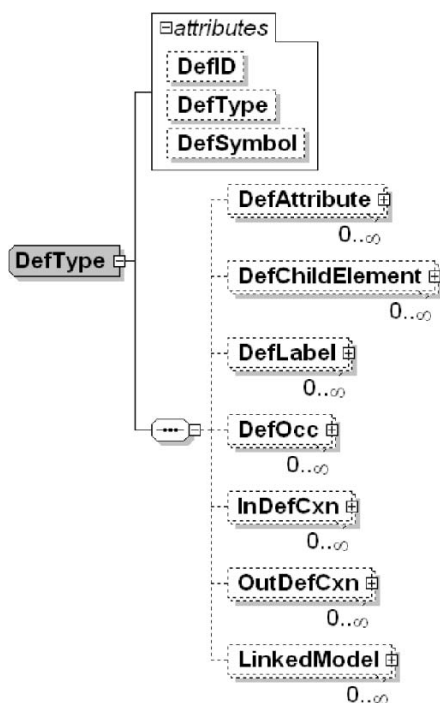 attributes
DefID
DefType
DefSymbol
DefAttribute
0..∞
DefChildElement
0..∞
DefType
DefLabel
0..∞
DefOcc
0..∞
InDefCxn
0..∞
OutDefCxn
0..∞
LinkedModel
0..∞